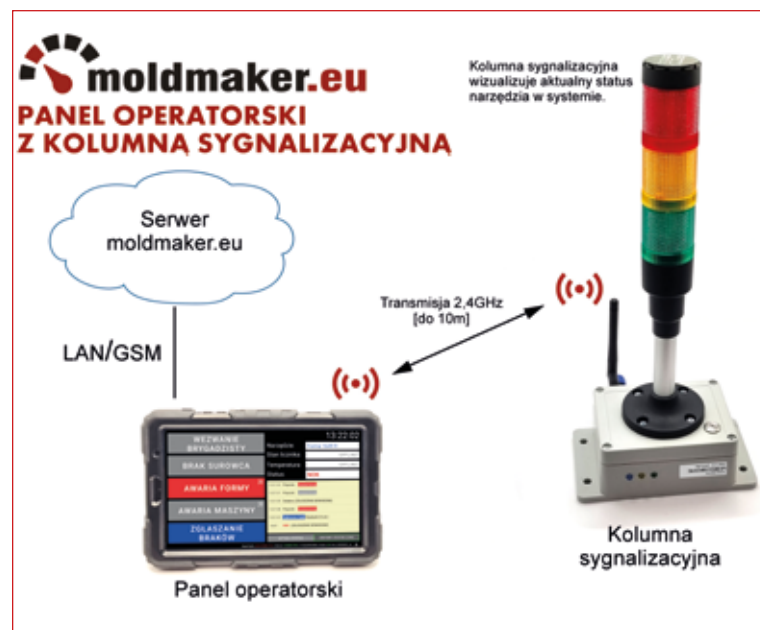 moldmaker.eu
PANEL OPERATORSKI
Z KOLUMNĄ SYGNALIZACYJNĄ
Kolumna sygnalizacyjna
wizualizuje aktualny status
narzędzia w systemie.
Serwer
moldmaker.eu
Transmisja 2,4GHz
[do 10m]
LAN/GSM
13:22:02
WEZWANIE
BRYGADZISTY
BRAK SUROWCA
AWARIA FORMY
AWARIA MASZYNY
ZGŁASZANIE
BRAKÓW
Narzędzie
Stan licznika
Temperatura
Status
Panel operatorski
Kolumna
sygnalizacyjna